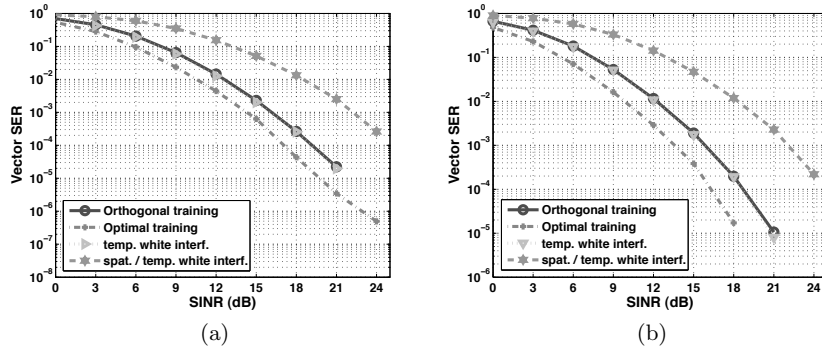 10^0
10^-1
10^-2
10^-3
10^-4
10^-5
10^-6
10^-7
10^-8
Vector SER
0 3 6 9 12 15 18 21 24
SINR (dB)
Orthogonal training
Optimal training
temp. white interf.
spat. / temp. white interf.
(a)
10^0
10^-1
10^-2
10^-3
10^-4
10^-5
10^-6
Vector SER
0 3 6 9 12 15 18 21 24
SINR (dB)
Orthogonal training
Optimal training
temp. white interf.
spat. / temp. white interf.
(b)